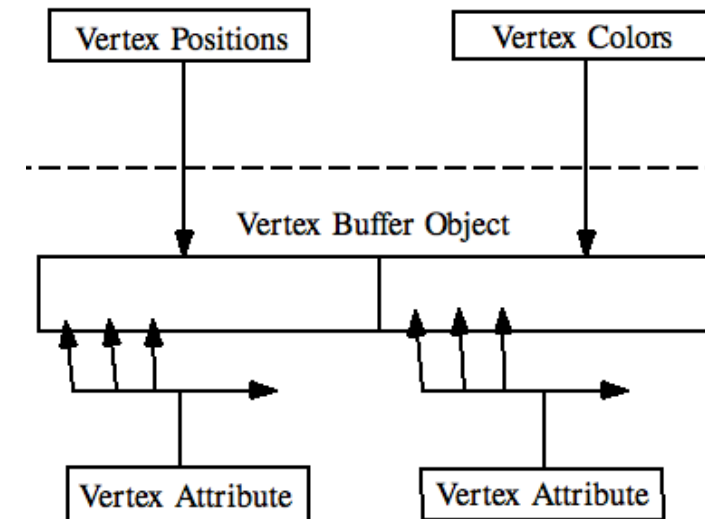 Vertex Positions
Vertex Colors
Vertex Buffer Object
Vertex Attribute
Vertex Attribute